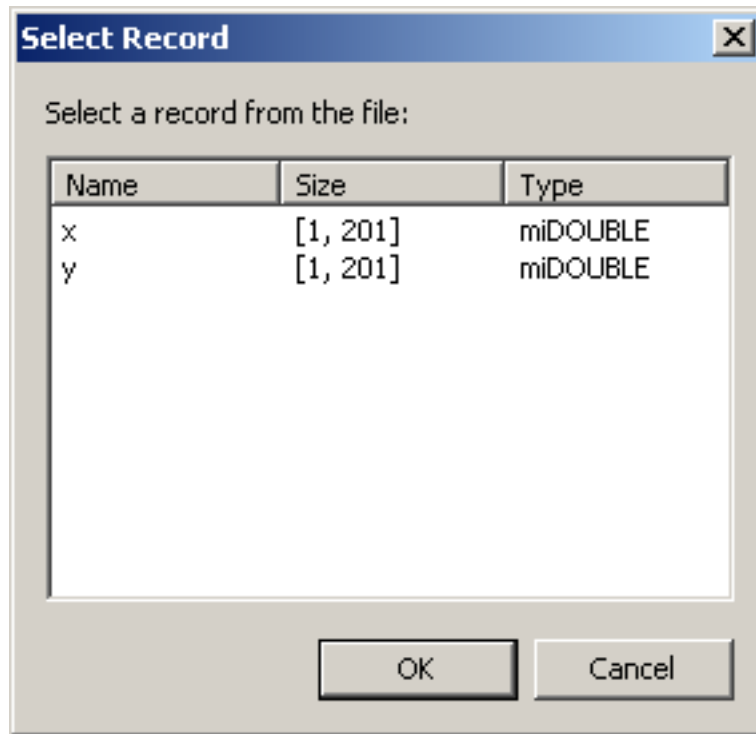 Select Record
Select a record from the file:
Name Size Type
x [1, 201] miDOUBLE
y [1, 201] miDOUBLE
OK Cancel